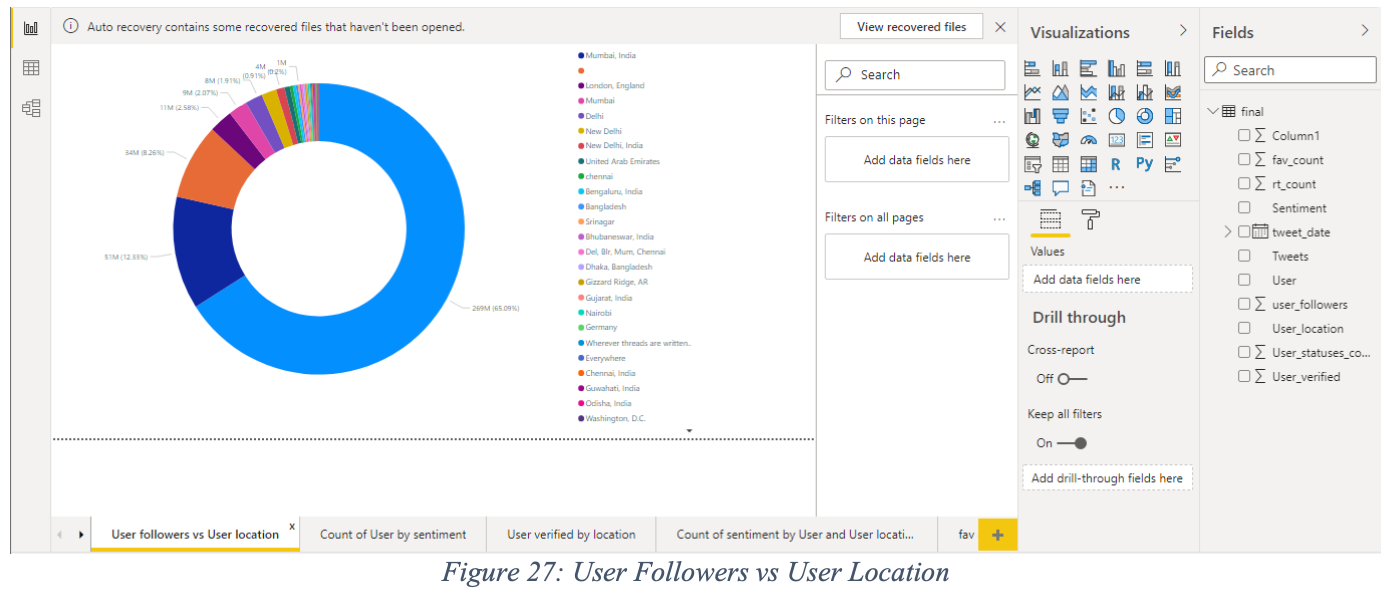 Auto recovery contains some recovered files that haven't been opened.
View recovered files
4M
1M
8M (1.91%)
(0.91%)
(0.2%)
9M (2.07%)
11M (2.58%)
34M (8.26%)
51M (12.33%)
269M (65.09%)
Mumbai, India
London, England
Mumbai
Delhi
New Delhi
New Delhi, India
United Arab Emirates
chennai
Bengaluru, India
Bangladesh
Srinagar
Bhubaneswar, India
Del, Blr, Mum, Chennai
Dhaka, Bangladesh
Gizzard Ridge, AR
Gujarat, India
Nairobi
Germany
Wherever threads are written..
Everywhere
Chennai, India
Guwahati, India
Odisha, India
Washington, D.C.
Search
Filters on this page
...
Add data fields here
Filters on all pages
...
Add data fields here
Visualizations
123
R
Py
...
Values
Add data fields here
Drill through
Cross-report
Off
Keep all filters
On
Add drill-through fields here
Fields
Search
final
Column1
fav_count
rt_count
Sentiment
tweet_date
Tweets
User
user_followers
User_location
User_statuses_co...
User_verified
User followers vs User location
x
Count of User by sentiment
User verified by location
Count of sentiment by User and User locati...
fav
+
Figure 27: User Followers vs User Location